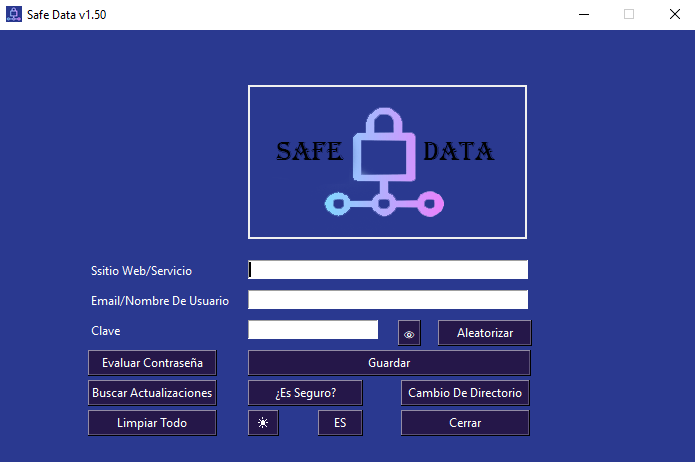 Safe Data v1.50
SAFE DATA
Ssitio Web/Servicio
Email/Nombre De Usuario
Clave
Aleatorizar
Evaluar Contraseña
Guardar
Buscar Actualizaciones
¿Es Seguro?
Cambio De Directorio
Limpiar Todo
ES
Cerrar